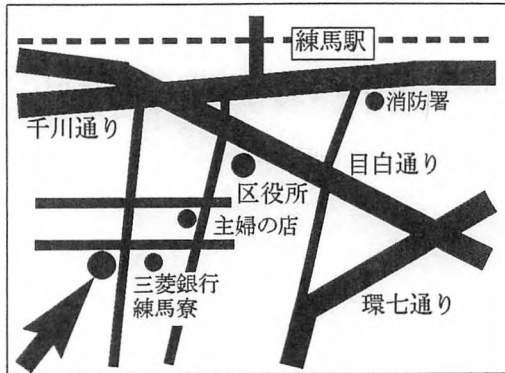 練馬駅
消防署
千川通り
目白通り
区役所
主婦の店
三菱銀行
練馬寮
環七通り